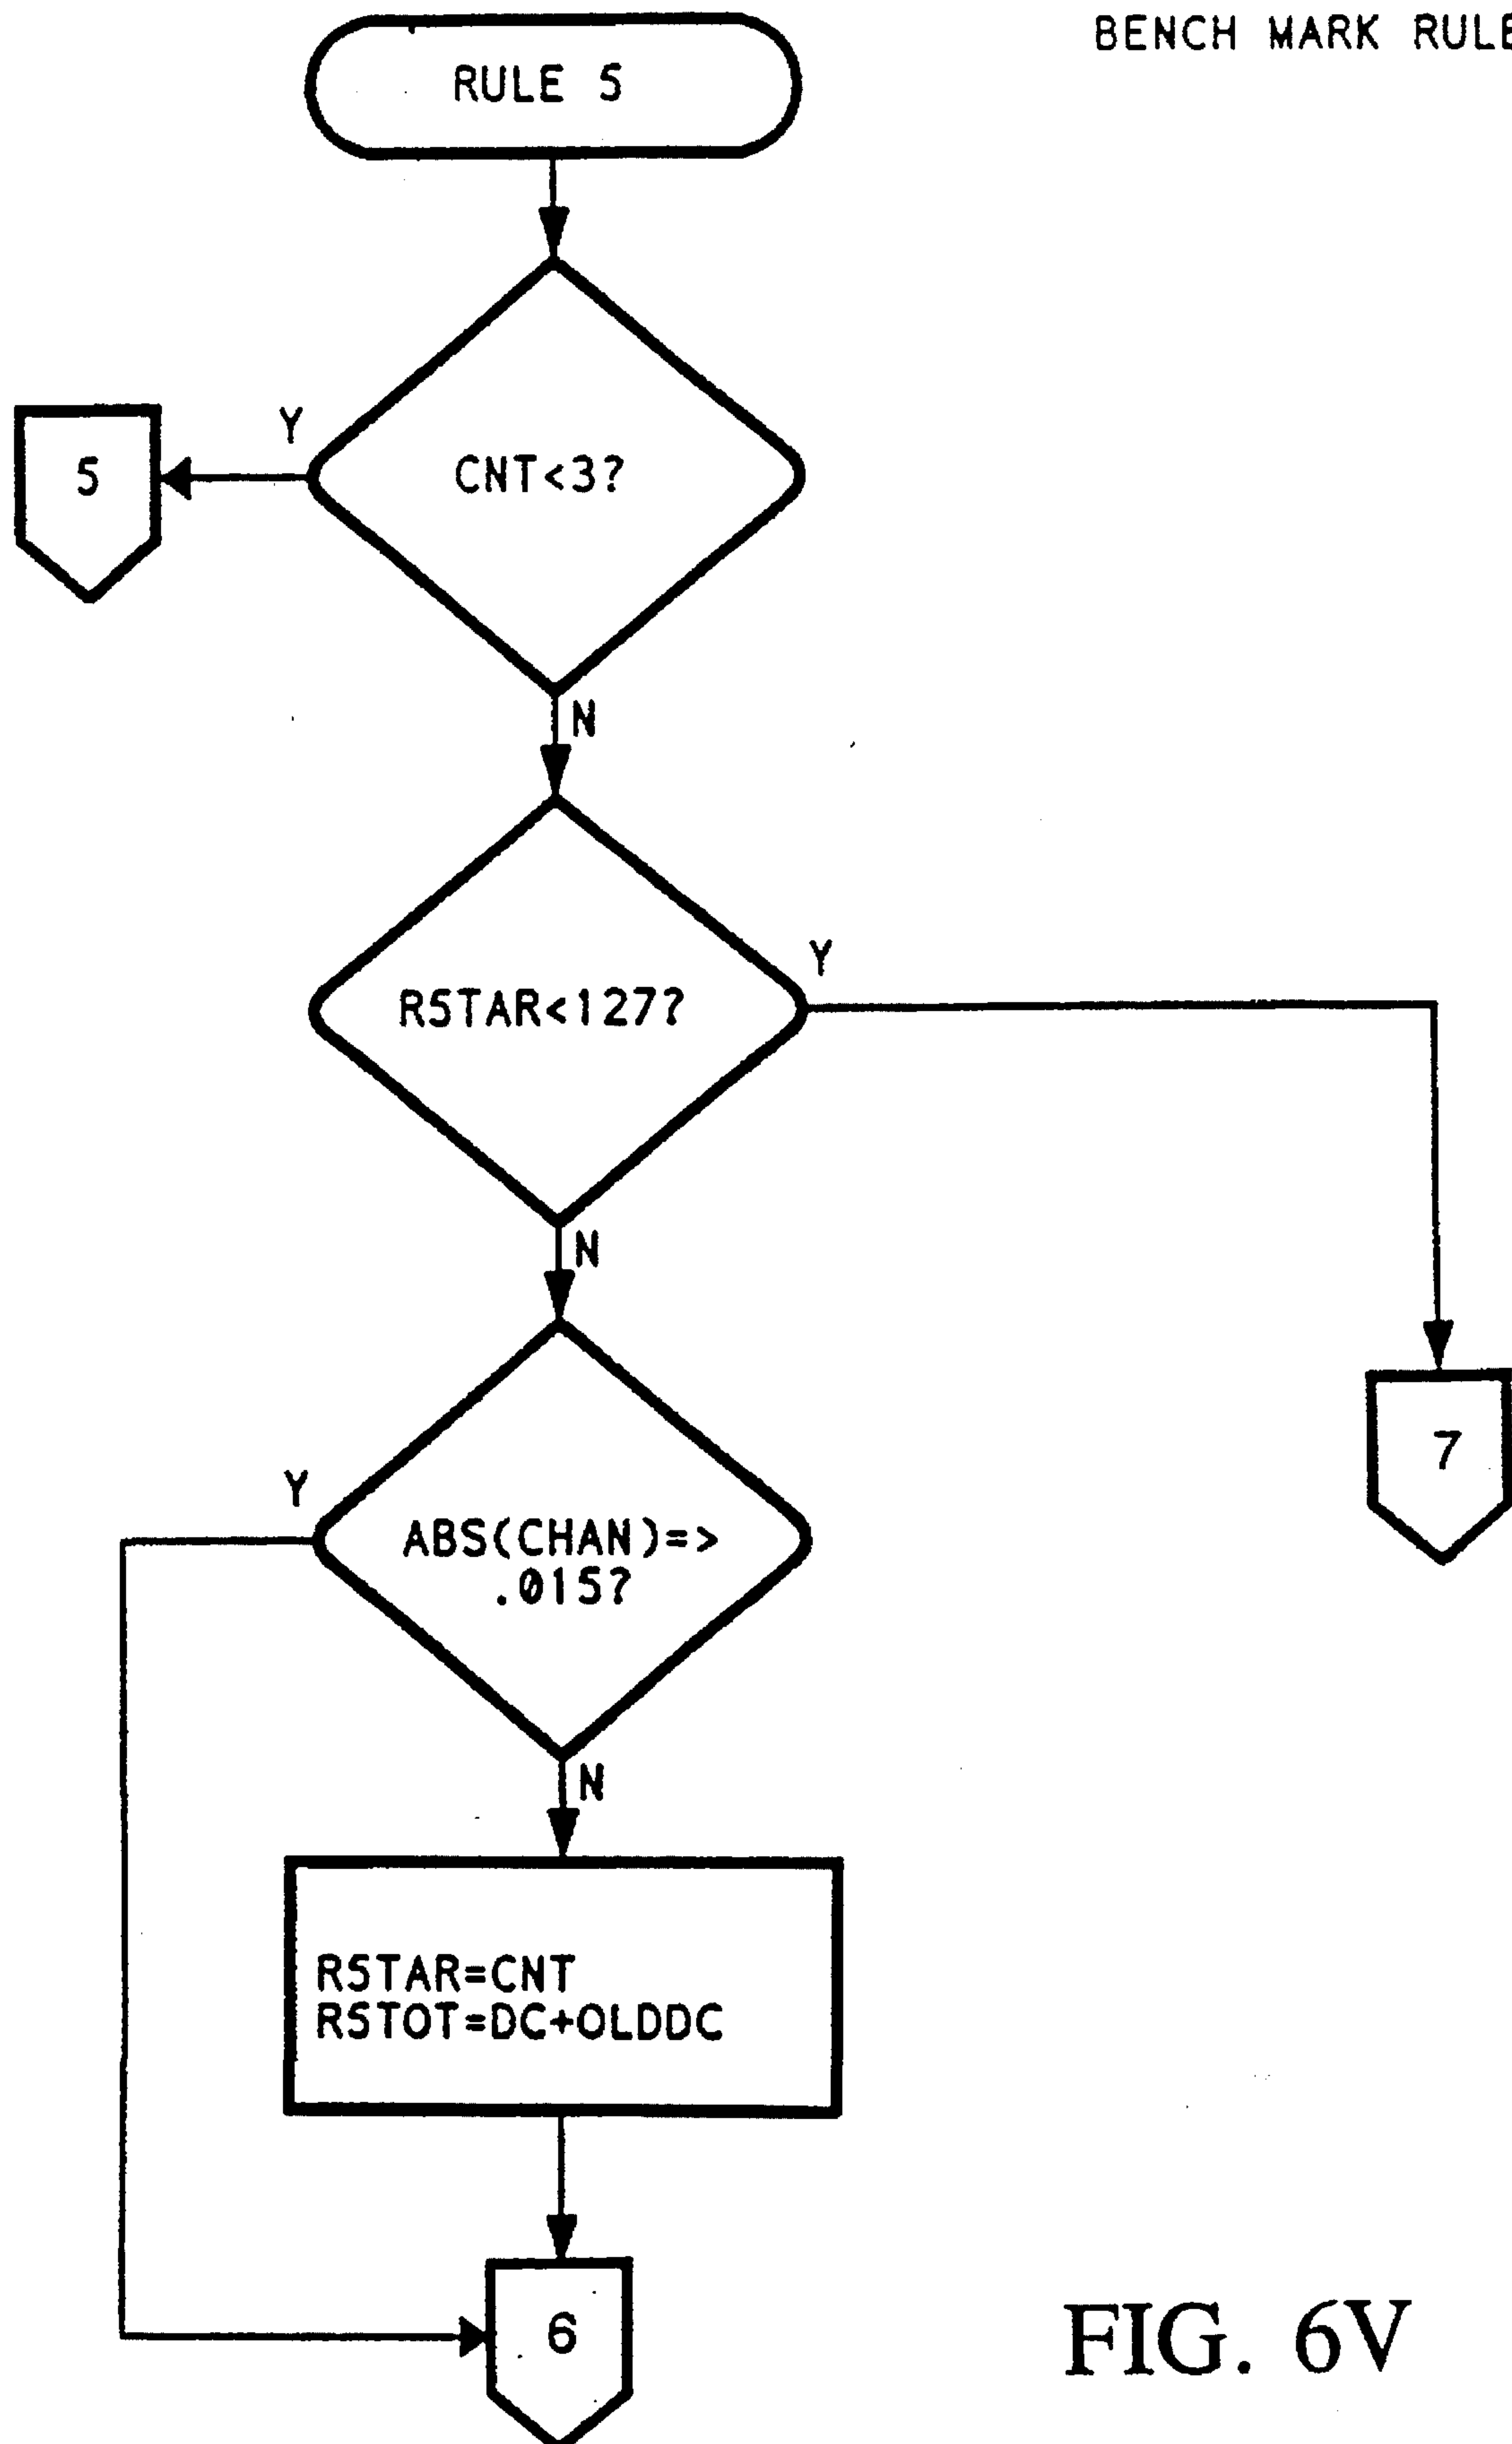 BENCH MARK RULE
RULE 5
Y
5
CNT<3?
N
Y
R5TAR<127?
N
7
Y
ABS(CHAN)=>
.015?
N
R5TAR=CNT
R5TOT=DC+OLDDC
6
FIG. 6V